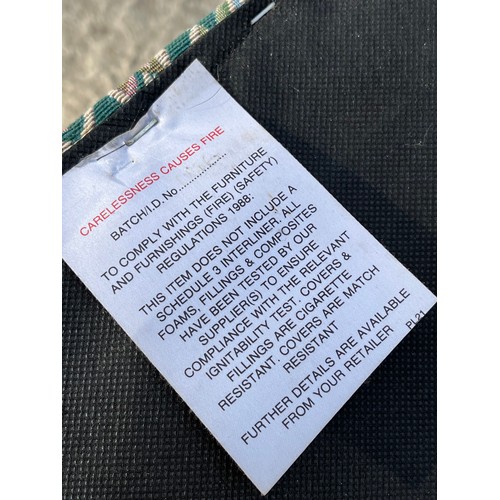 CARELESSNESS CAUSES FIRE
BATCH/I.D. No...................
TO COMPLY WITH THE FURNITURE
AND FURNISHINGS (FIRE) (SAFETY)
REGULATIONS 1988:
THIS ITEM DOES NOT INCLUDE A
SCHEDULE 3 INTERLINER. ALL
FOAMS, FILLINGS & COMPOSITES
HAVE BEEN TESTED BY OUR
SUPPLIER(S) TO ENSURE
COMPLIANCE WITH THE RELEVANT
IGNITABILITY TEST. COVERS &
FILLINGS ARE CIGARETTE
RESISTANT. COVERS ARE MATCH
RESISTANT
FURTHER DETAILS ARE AVAILABLE
FROM YOUR RETAILER
PL21